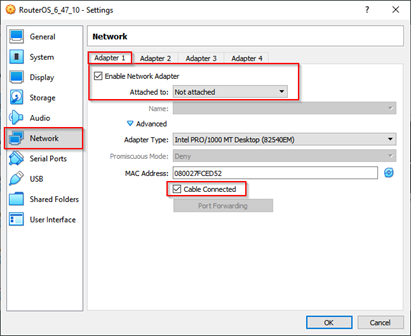 RouterOS_6_47_10 - Settings
General
System
Display
Storage
Audio
Network
Serial Ports
USB
Shared Folders
User Interface
Network
Adapter 1 Adapter 2 Adapter 3 Adapter 4
Enable Network Adapter
Attached to: Not attached
Name:
Advanced
Adapter Type: Intel PRO/1000 MT Desktop (82540EM)
Promiscuous Mode: Deny
MAC Address: 080027FCED52
Cable Connected
Port Forwarding
OK Cancel